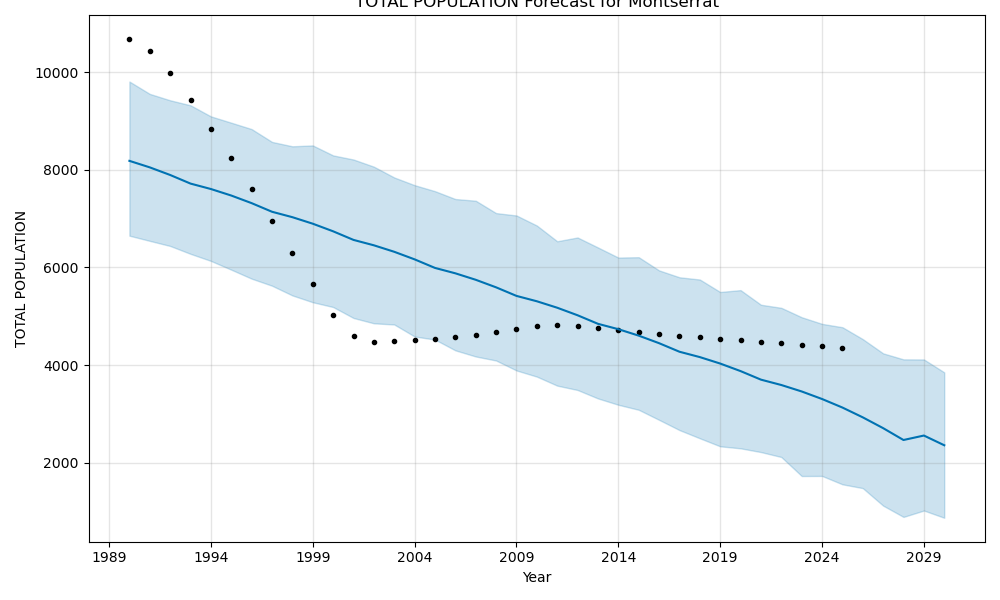 TOTAL POPULATION Forecast for Montserrat
10000
8000
6000
4000
2000
TOTAL POPULATION
1989 1994 1999 2004 2009 2014 2019 2024 2029
Year